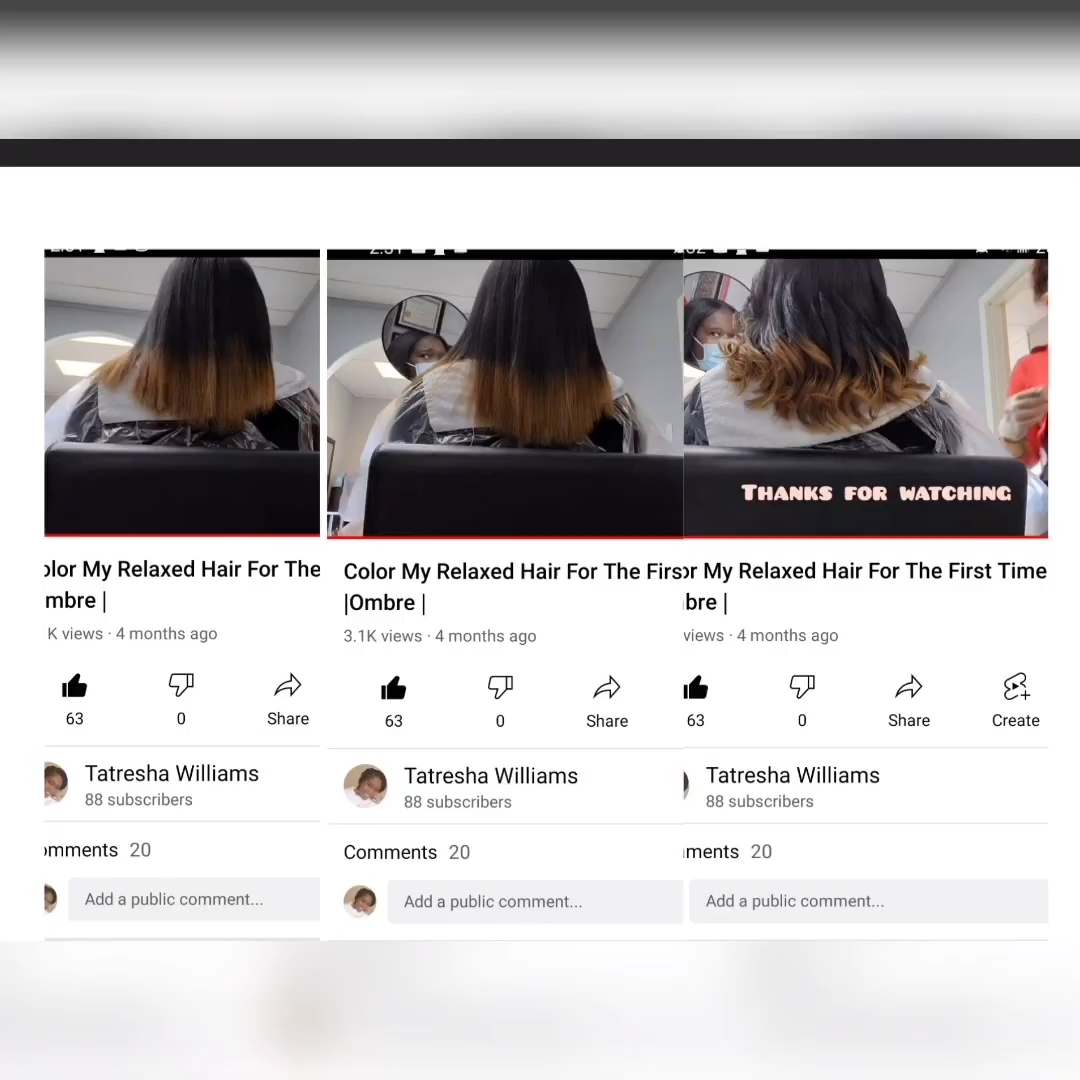 olor My Relaxed Hair For The
mbre |
K views · 4 months ago
63
0
Share
Tatresha Williams
88 subscribers
omments 20
Add a public comment...
Color My Relaxed Hair For The Firs
|Ombre |
3.1K views · 4 months ago
63
0
Share
Tatresha Williams
88 subscribers
Comments 20
Add a public comment...
THANKS FOR WATCHING
or My Relaxed Hair For The First Time
bre |
views · 4 months ago
63
0
Share
Create
Tatresha Williams
88 subscribers
ments 20
Add a public comment...